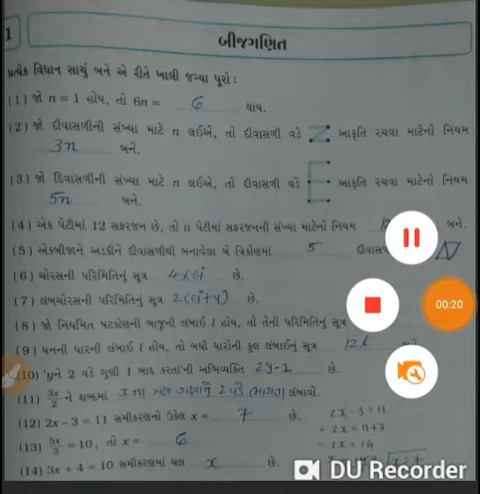 1
બીજગણિત
પ્રત્યેક વિધાન સાચું બને એ રીતે ખાલી જગ્યા પૂરો :
(1) જો n = 1 હોય, તો 6n = 6 થાય.
(2) જો દીવાસળીની સંખ્યા માટે n લઈએ, તો દીવાસળી વડે Z આકૃતિ રચવા માટેનો નિયમ
3n બને.
(3) જો દિવાસળીની સંખ્યા માટે n લઈએ, તો દીવાસળી વડે E આકૃતિ રચવા માટેનો નિયમ
5n બને.
(4) એક પેટીમાં 12 સફરજન છે, તો n પેટીમાં સફરજનની સંખ્યા માટેનો નિયમ બને.
(5) એકબીજાને અડકીને દીવાસળીથી બનાવેલા બે ત્રિકોણમાં 5
(6) ચોરસની પરિમિતિનું સૂત્ર 4×લં છે.
00:20
(7) લંબચોરસની પરિમિતિનું સૂત્ર 2(લં+પ) છે.
(8) જો નિયમિત ષટકોણની બાજુની લંબાઈ l હોય, તો તેની પરિમિતિનું સૂત્ર
(9) ઘનની ધારની લંબાઈ l હોય, તો બધી ધારોની કુલ લંબાઈનું સૂત્ર 12l
(10) 'yને 2 વડે ગુણી 1 બાદ કરતાં'ની અભિવ્યક્તિ 2y-1 છે.
(11) 3x/2 ને શબ્દમાં x ના ત્રણ ગણાને 2 વડે ભાગતા લખાવો.
(12) 2x - 3 = 11 સમીકરણનો ઉકેલ x = 7 છે. 2x - 3 = 11
= 2x = 11+3
(13) 5x/3 = 10, તો x = 6 = 2x = 14
(14) 3x + 4 = 10 સમીકરણમાં ચલ x છે.
DU Recorder